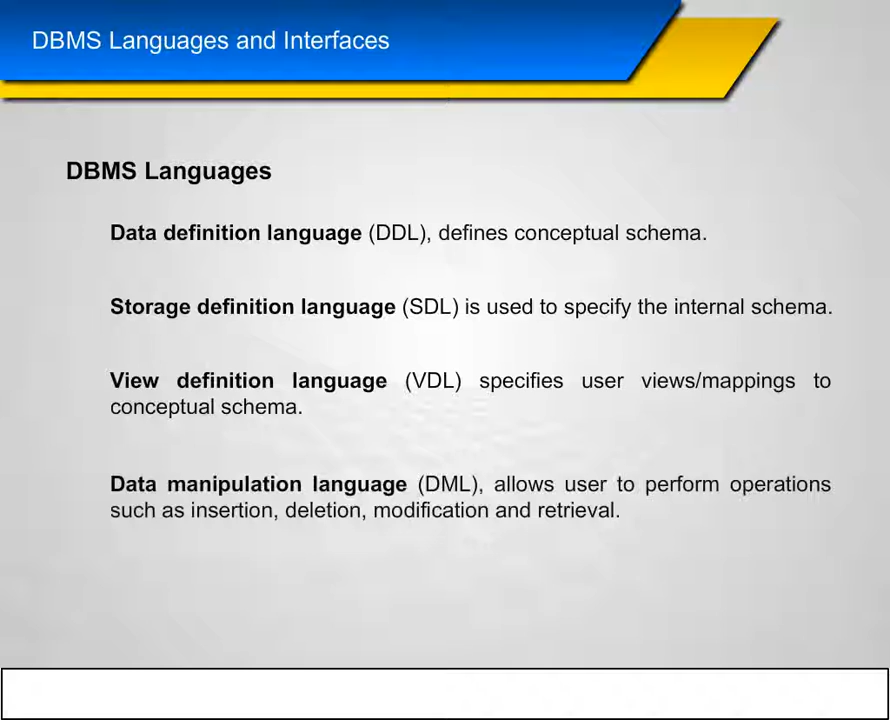 DBMS Languages and Interfaces
DBMS Languages
Data definition language (DDL), defines conceptual schema.
Storage definition language (SDL) is used to specify the internal schema.
View definition language (VDL) specifies user views/mappings to
conceptual schema.
Data manipulation language (DML), allows user to perform operations
such as insertion, deletion, modification and retrieval.